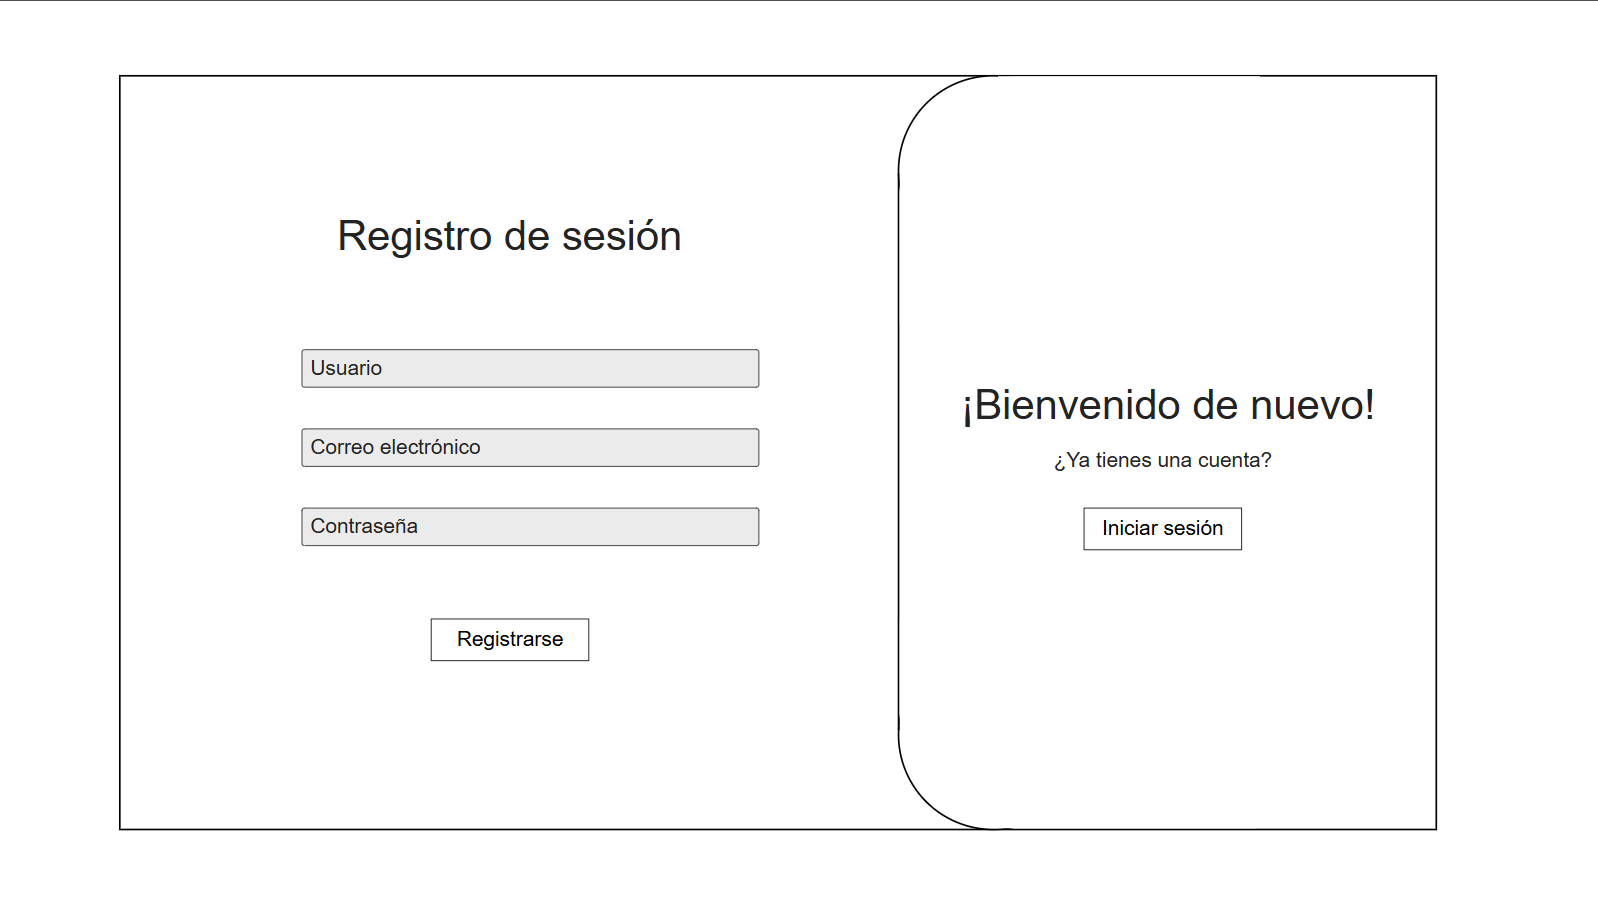 Registro de sesión
Usuario
Correo electrónico
Contraseña
Registrarse
¡Bienvenido de nuevo!
¿Ya tienes una cuenta?
Iniciar sesión